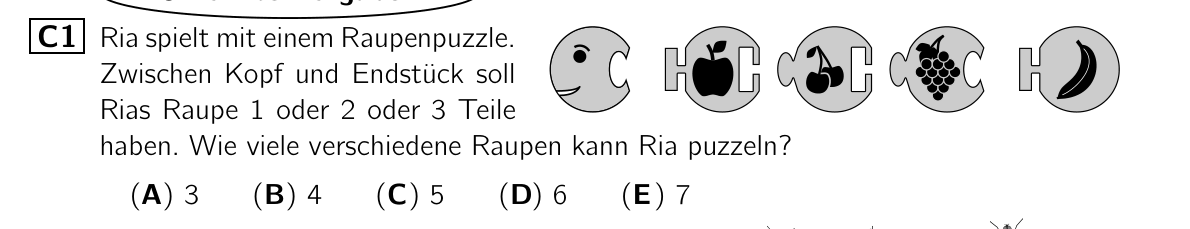 C1 Ria spielt mit einem Raupenpuzzle.
Zwischen Kopf und Endstück soll
Rias Raupe 1 oder 2 oder 3 Teile
haben. Wie viele verschiedene Raupen kann Ria puzzeln?
(A) 3 (B) 4 (C) 5 (D) 6 (E) 7